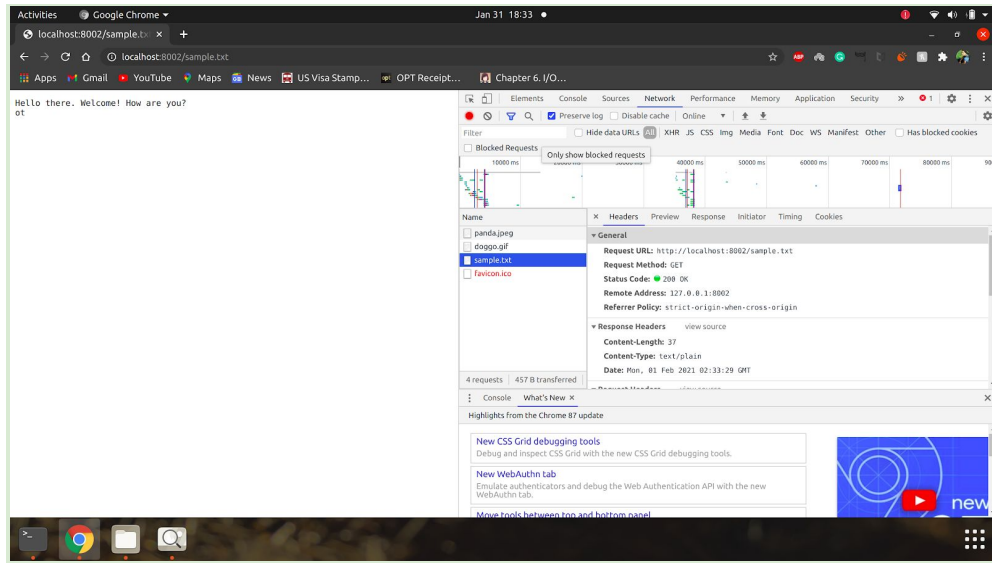 Activities Google Chrome ▾ Jan 31 18:33 ●
localhost:8002/sample.tx × +
localhost:8002/sample.txt
Apps Gmail YouTube Maps News US Visa Stamp... OPT Receipt... Chapter 6. I/O...
Hello there. Welcome! How are you?
ot
Elements Console Sources Network Performance Memory Application Security » 1
Preserve log Disable cache Online ▾
Filter Hide data URLs All XHR JS CSS Img Media Font Doc WS Manifest Other Has blocked cookies
Blocked Requests
Only show blocked requests
10000 ms 40000 ms 50000 ms 60000 ms 70000 ms 80000 ms
Name
panda.jpeg
doggo.gif
sample.txt
favicon.ico
4 requests 457 B transferred
× Headers Preview Response Initiator Timing Cookies
▾ General
Request URL: http://localhost:8002/sample.txt
Request Method: GET
Status Code: 200 OK
Remote Address: 127.0.0.1:8002
Referrer Policy: strict-origin-when-cross-origin
▾ Response Headers view source
Content-Length: 37
Content-Type: text/plain
Date: Mon, 01 Feb 2021 02:33:29 GMT
Console What's New ×
Highlights from the Chrome 87 update
New CSS Grid debugging tools
Debug and inspect CSS Grid with the new CSS Grid debugging tools.
New WebAuthn tab
Emulate authenticators and debug the Web Authentication API with the new
WebAuthn tab.
Move tools between top and bottom panel
new